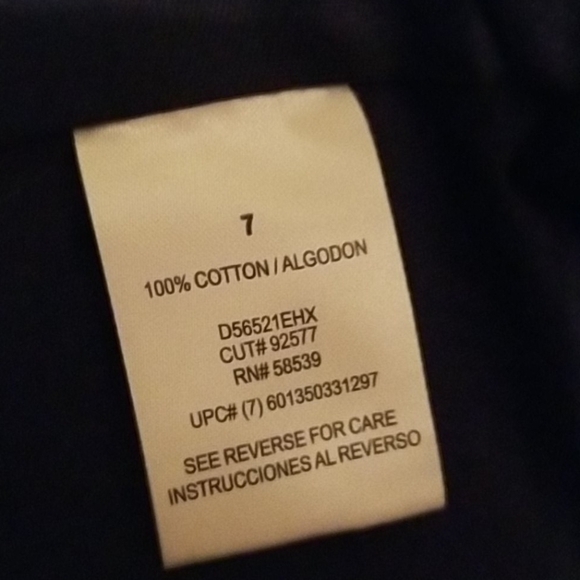 7
100% COTTON / ALGODON
D56521EHX
CUT# 92577
RN# 58539
UPC# (7) 601350331297
SEE REVERSE FOR CARE
INSTRUCCIONES AL REVERSO